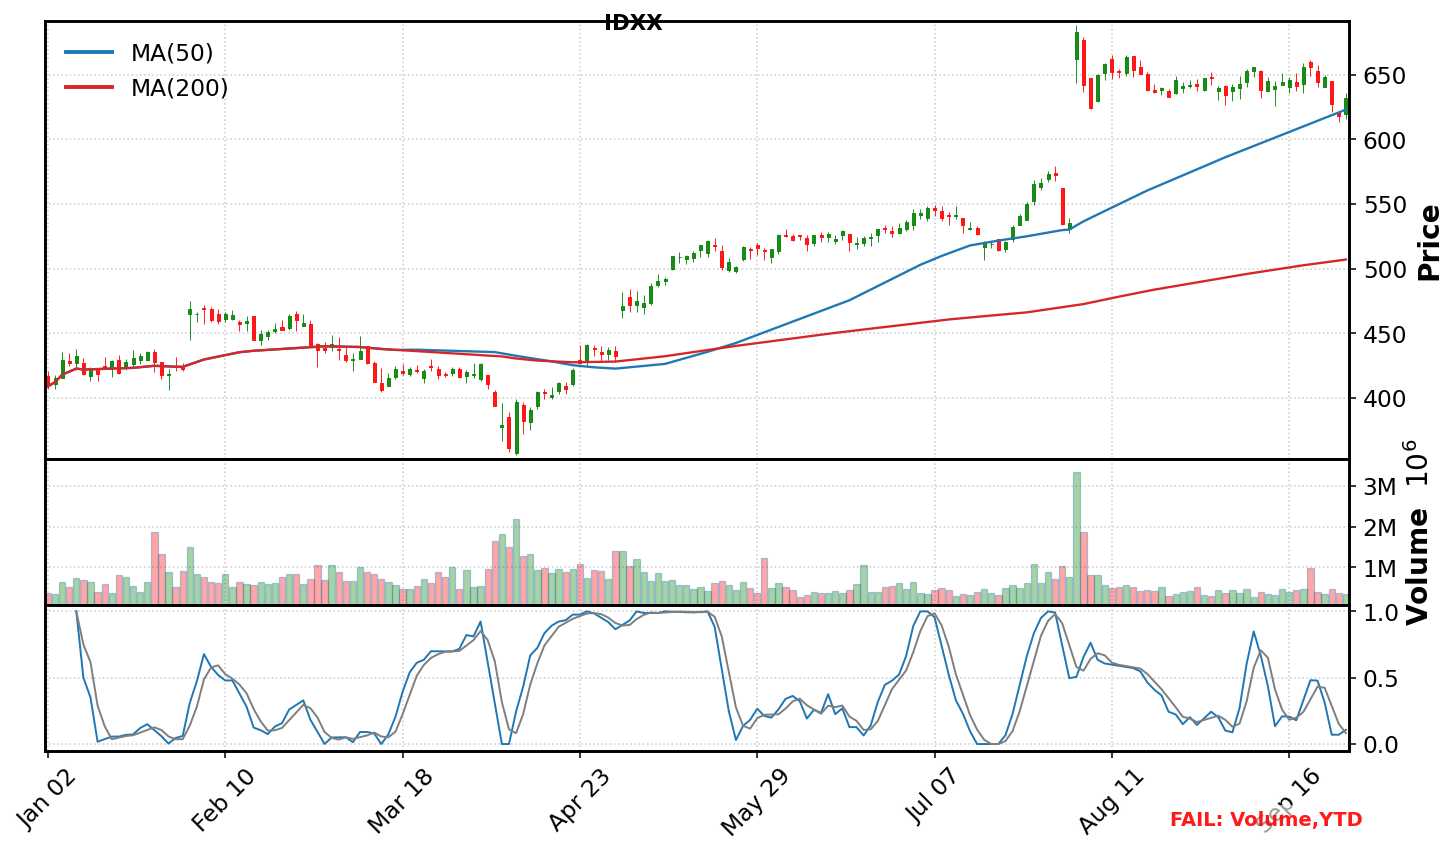 IDXX
MA(50)
MA(200)
650
600
550
500
450
400
Price
3M
2M
1M
Volume 10⁶
1.0
0.5
0.0
Jan 02
Feb 10
Mar 18
Apr 23
May 29
Jul 07
Aug 11
Sep 16
FAIL: Volume,YTD